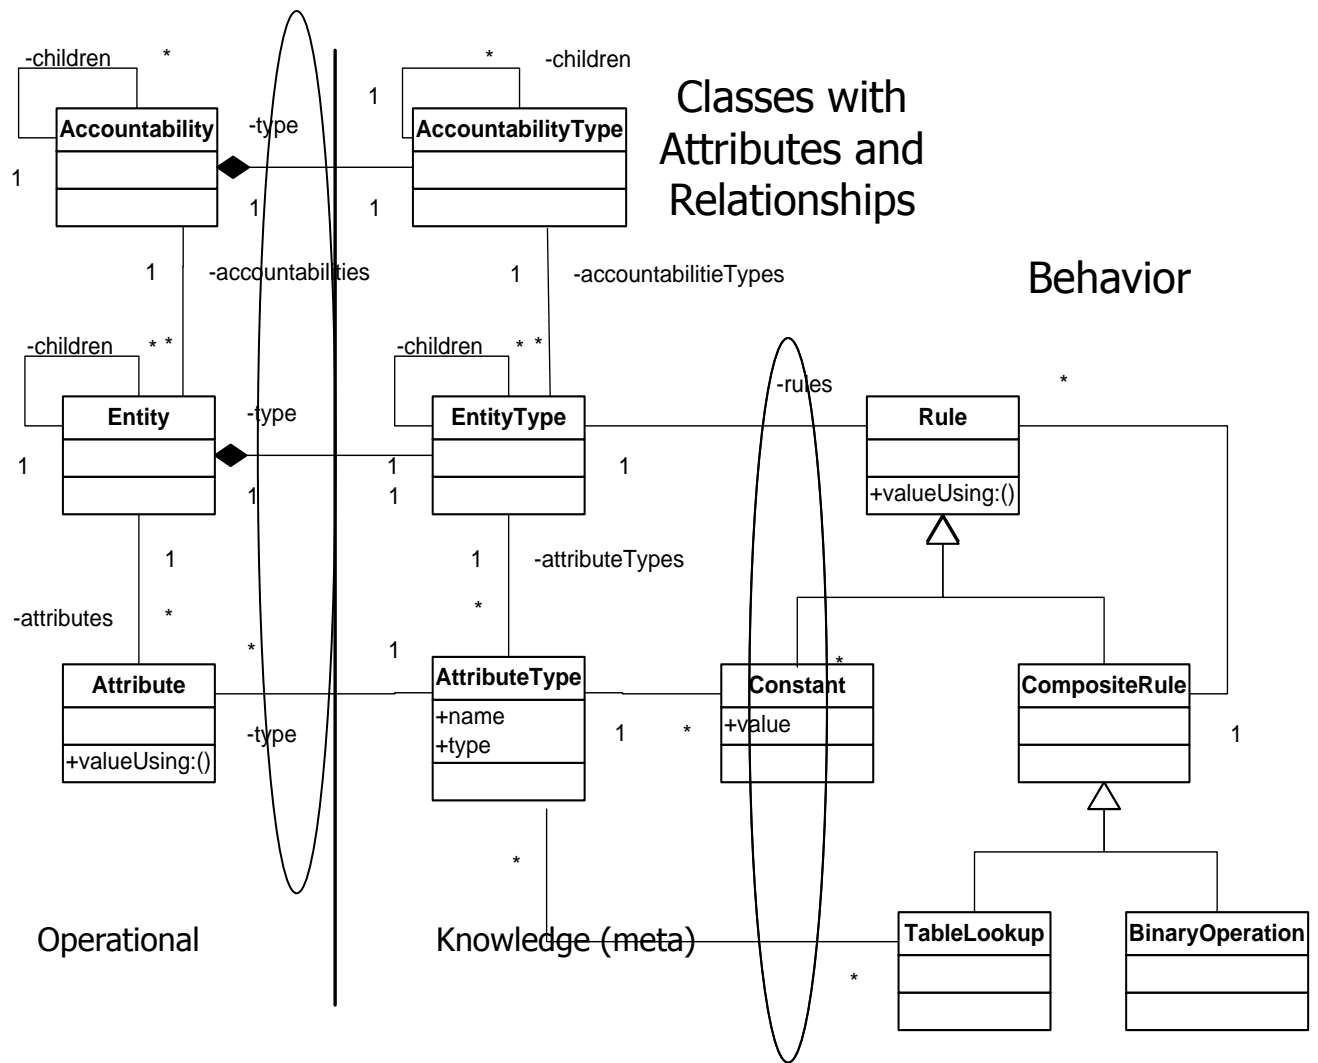 -children
*
*
-children
Classes with
Attributes and
Relationships
1
Accountability
-type
AccountabilityType
1
1
1
1
-accountabilities
1
-accountabilitieTypes
Behavior
-children
* *
-children
* *
-rules
*
Entity
-type
EntityType
Rule
1
1
1
1
1
+valueUsing:()
1
1
-attributeTypes
-attributes
*
*
*
1
*
Attribute
AttributeType
Constant
CompositeRule
+name
+value
-type
1
*
1
+type
+valueUsing:()
*
Operational
Knowledge (meta)
TableLookup
BinaryOperation
*